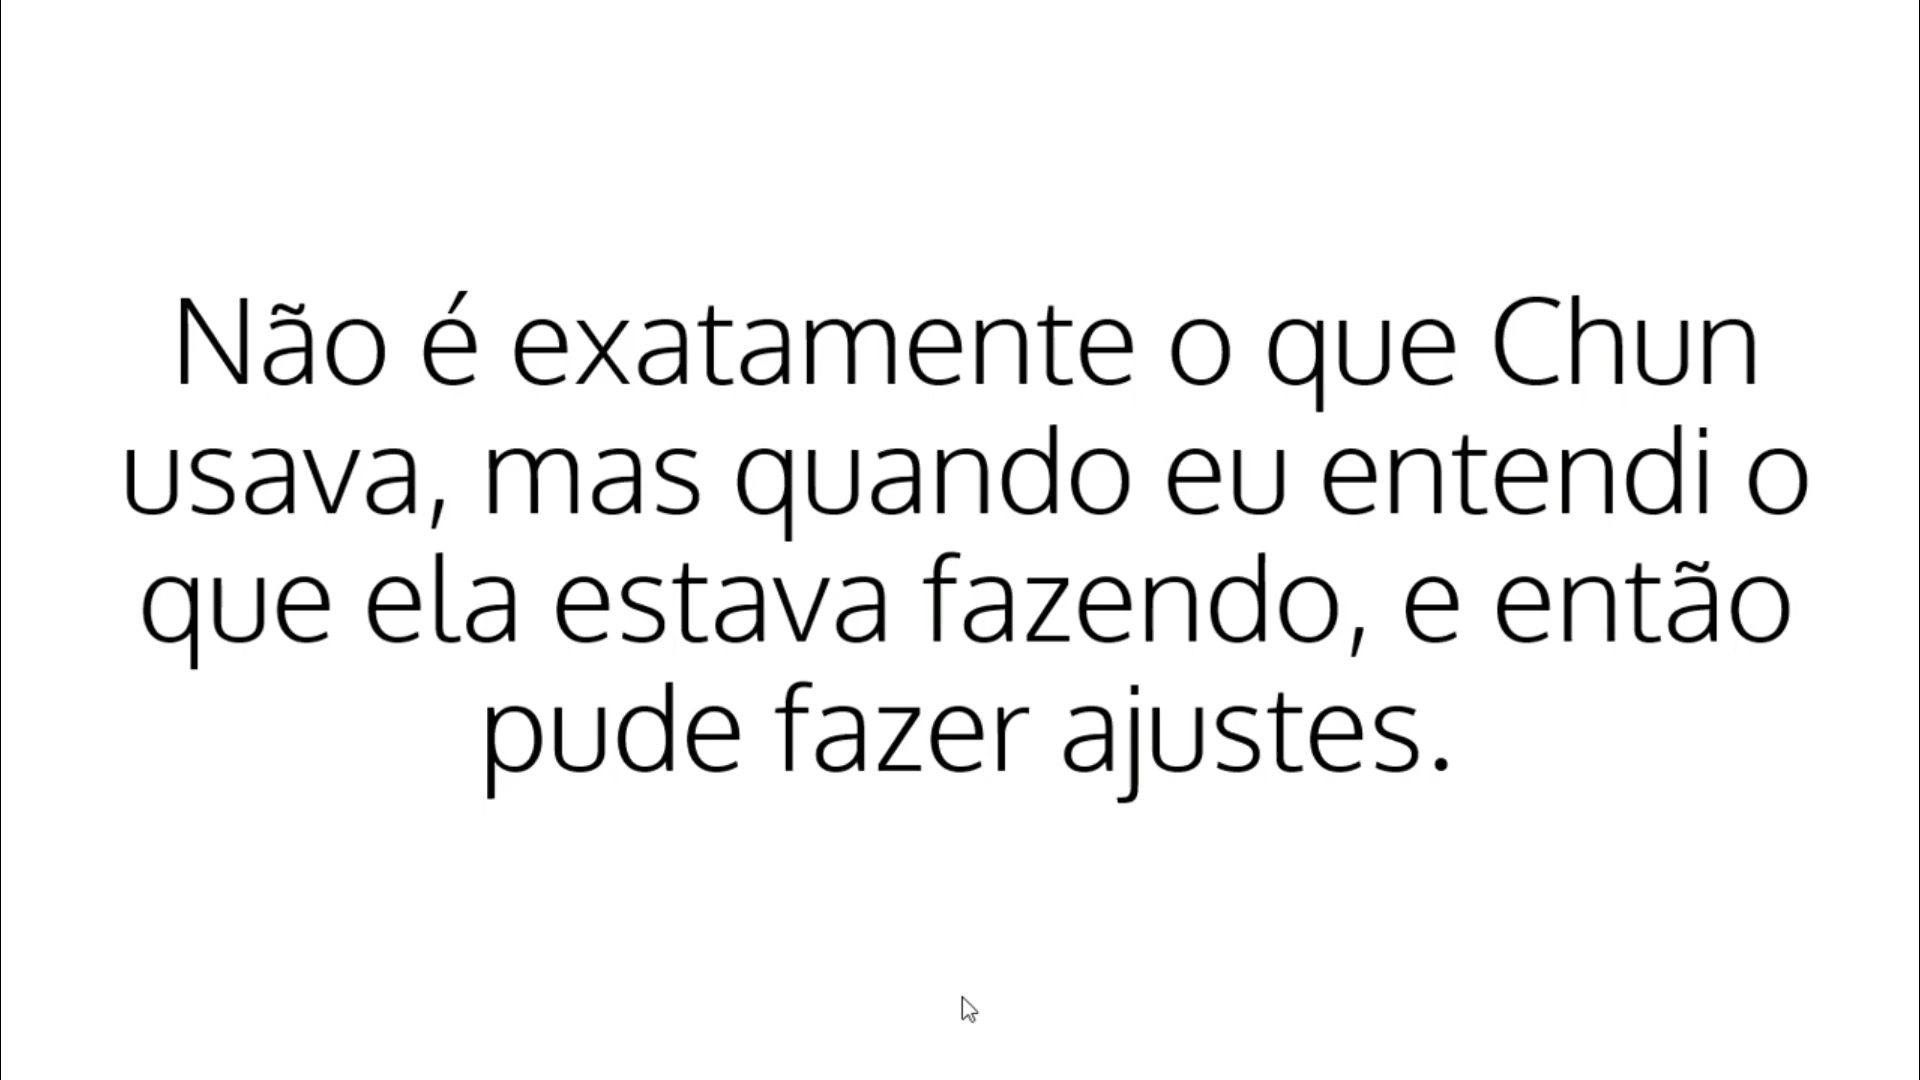 Não é exatamente o que Chun
usava, mas quando eu entendi o
que ela estava fazendo, e então
pude fazer ajustes.